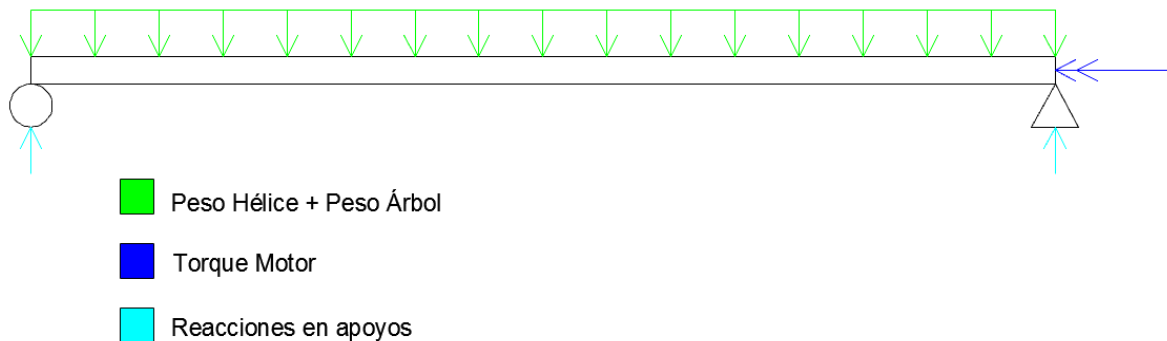 Peso Hélice + Peso Árbol
Torque Motor
Reacciones en apoyos